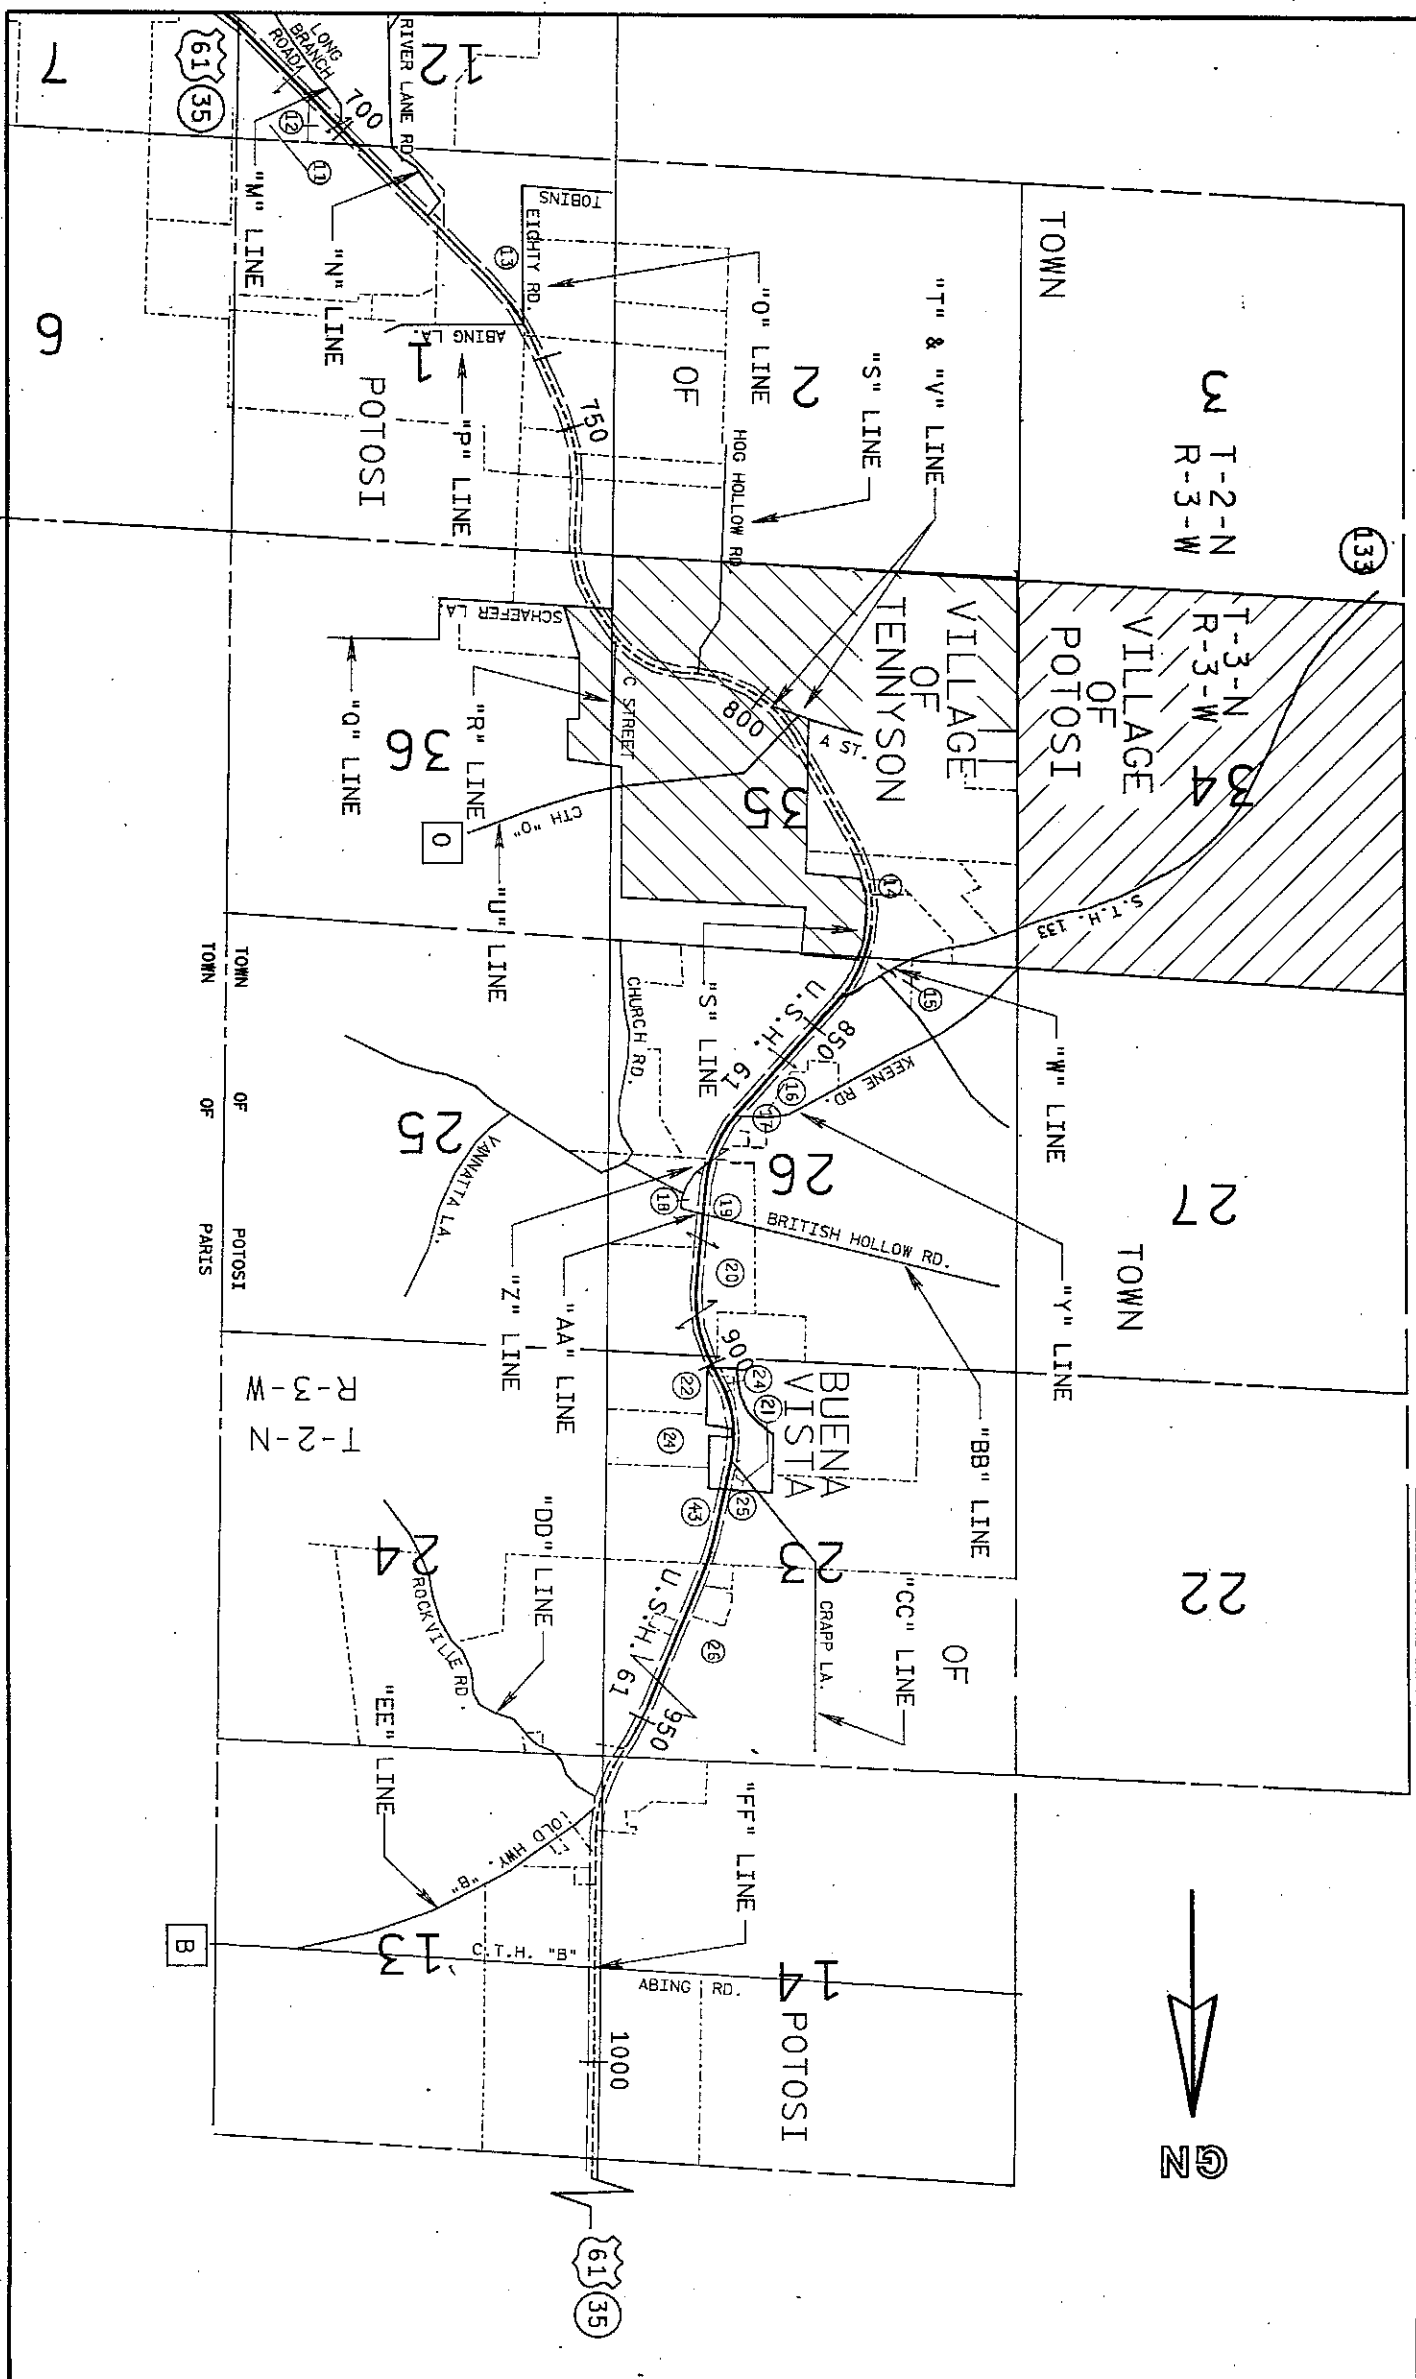 7
61
35
LONG
BRANCH
ROAD
RIVER LANE RD
12
700
12
11
"M" LINE
"N" LINE
6
TOBINS
EIGHTY RD.
13
ABING LA.
1
"P" LINE
POTOSI
750
"O" LINE
OF
2
HOG HOLLOW RD
"S" LINE
"T" & "V" LINE
TOWN
3
T-2-N
R-3-W
133
T-3-N
R-3-W
VILLAGE
OF
POTOSI
34
VILLAGE
OF
TENNYSON
SCHAEFER LA.
"Q" LINE
"R" LINE
36
C STREET
800
A ST.
35
CTH "O"
O
"U" LINE
14
S.T.H. 133
15
"S" LINE
"W" LINE
TOWN OF POTOSI
TOWN OF PARIS
CHURCH RD.
U.S.H. 61
850
16
17
KEENE RD.
"Y" LINE
25
VANNATTA LA.
26
27
18
19
BRITISH HOLLOW RD.
20
"Z" LINE
"AA" LINE
"BB" LINE
TOWN
900
R-3-W
T-2-N
22
24
24
21
BUENA
VISTA
25
43
"DD" LINE
24
ROCKVILLE RD.
23
CRAPP LA.
"CC" LINE
OF
22
U.S.H. 61
26
950
"EE" LINE
OLD HWY. "B"
"FF" LINE
B
13
C.T.H. "B"
ABING RD.
14
POTOSI
1000
GN
61
35